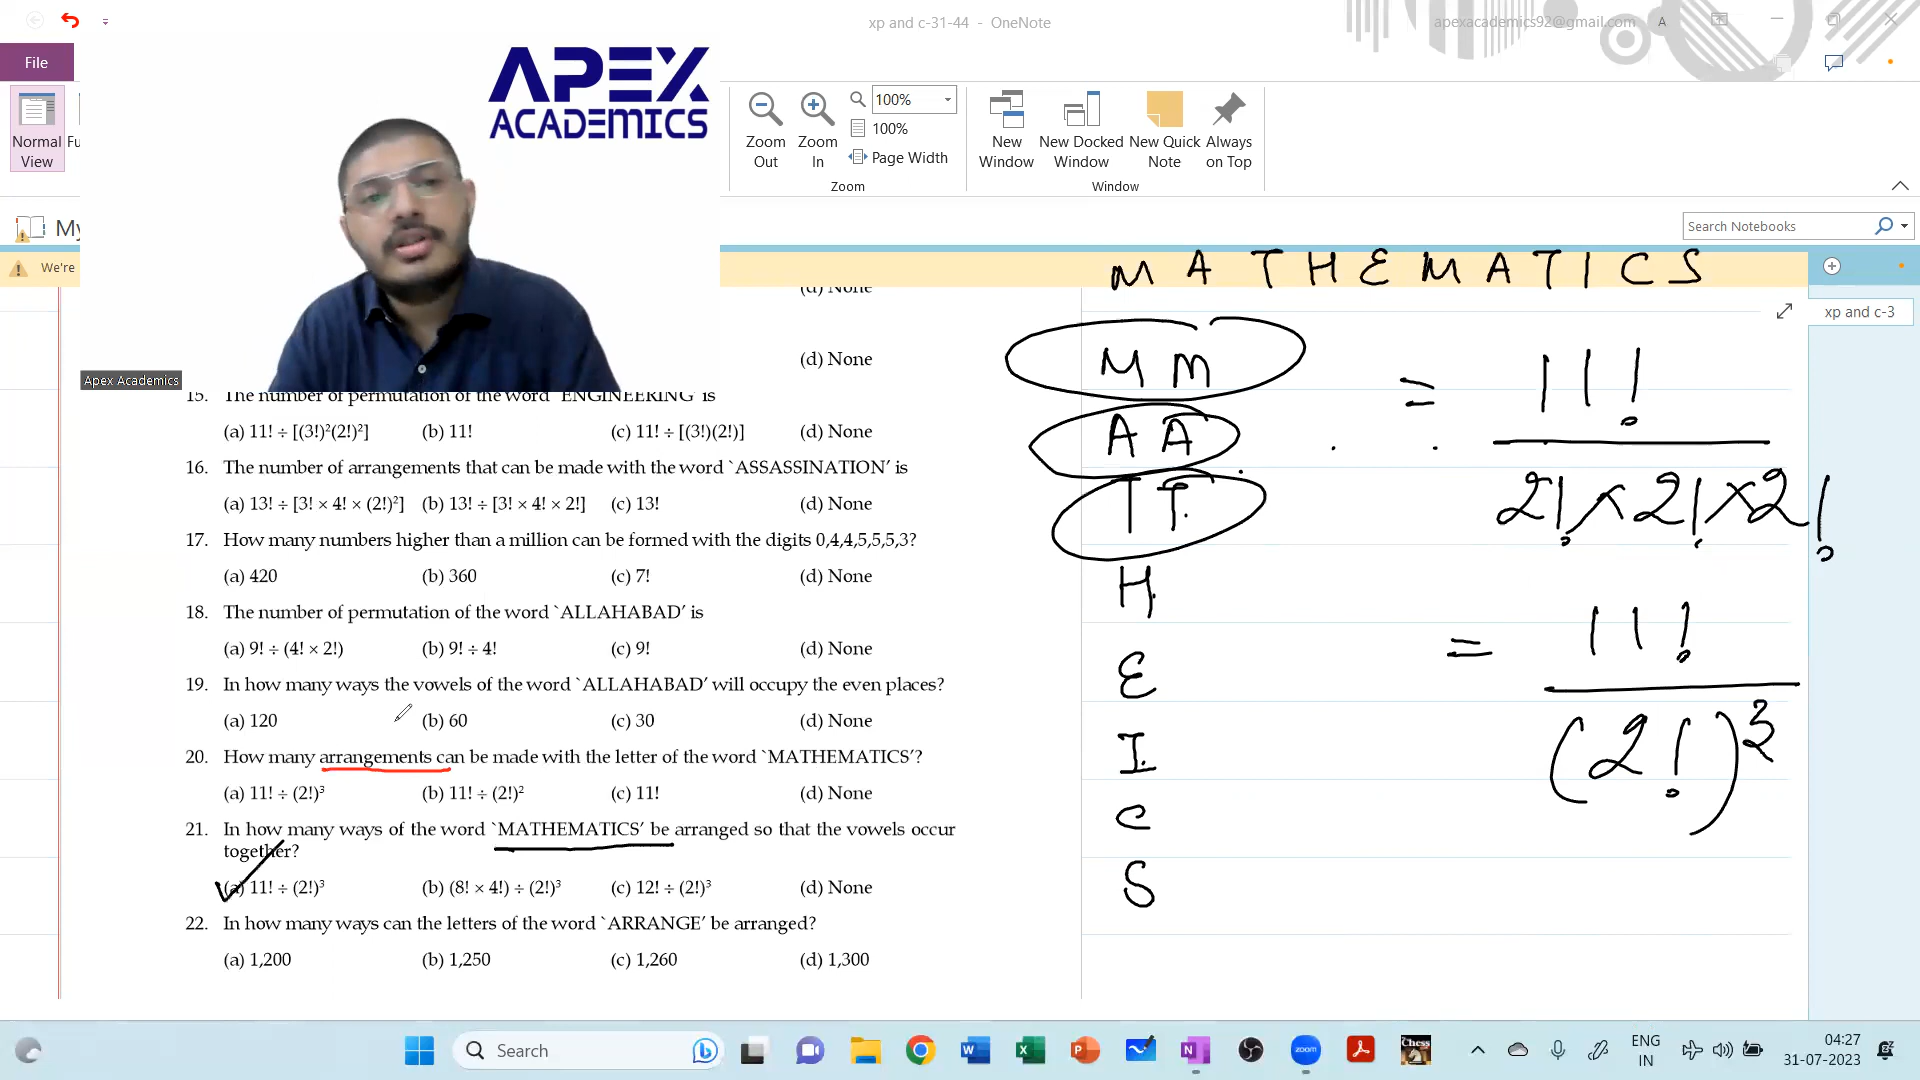 xp and c-31-44 - OneNote
apexacademics92@gmail.com A
File
APEX
ACADEMICS
Normal
View
Zoom
Out
Zoom
In
100%
100%
Page Width
Zoom
New
Window
New Docked
Window
New Quick
Note
Always
on Top
Window
My
Search Notebooks
We're
MATHEMATICS
xp and c-3
(d) None
(d) None
Apex Academics
15. The number of permutation of the word `ENGINEERING' is
(a) 11! ÷ [(3!)²(2!)²] (b) 11! (c) 11! ÷ [(3!)(2!)] (d) None
16. The number of arrangements that can be made with the word `ASSASSINATION' is
(a) 13! ÷ [3! × 4! × (2!)²] (b) 13! ÷ [3! × 4! × 2!] (c) 13! (d) None
17. How many numbers higher than a million can be formed with the digits 0,4,4,5,5,5,3?
(a) 420 (b) 360 (c) 7! (d) None
18. The number of permutation of the word `ALLAHABAD' is
(a) 9! ÷ (4! × 2!) (b) 9! ÷ 4! (c) 9! (d) None
19. In how many ways the vowels of the word `ALLAHABAD' will occupy the even places?
(a) 120 (b) 60 (c) 30 (d) None
20. How many arrangements can be made with the letter of the word `MATHEMATICS'?
(a) 11! ÷ (2!)³ (b) 11! ÷ (2!)² (c) 11! (d) None
21. In how many ways of the word `MATHEMATICS' be arranged so that the vowels occur
together?
(a) 11! ÷ (2!)³ (b) (8! × 4!) ÷ (2!)³ (c) 12! ÷ (2!)³ (d) None
22. In how many ways can the letters of the word `ARRANGE' be arranged?
(a) 1,200 (b) 1,250 (c) 1,260 (d) 1,300
M M
A A
T T
H
E
I
C
S
= 11!
2! × 2! × 2!
= 11!
(2!)³
Search
ENG
IN
04:27
31-07-2023